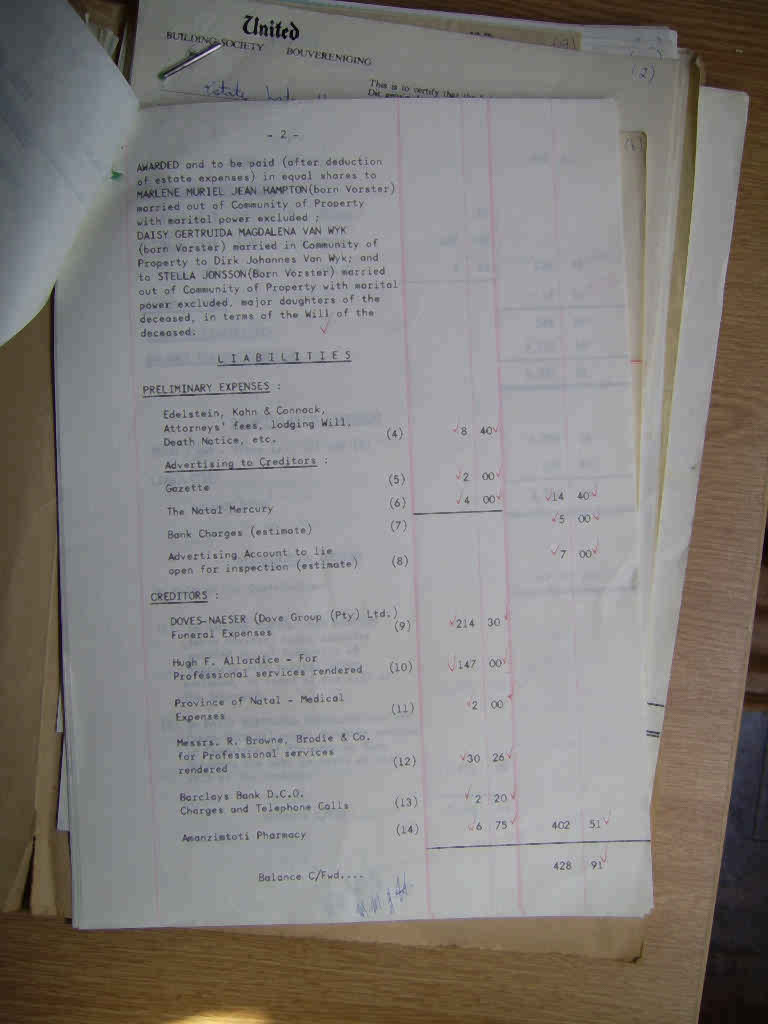 United
BUILDING SOCIETY BOUVERENIGING
This is to certify that the
(2)
- 2 -
AWARDED and to be paid (after deduction
of estate expenses) in equal shares to
MARLENE MURIEL JEAN HAMPTON(born Vorster)
married out of Community of Property
with marital power excluded ;
DAISY GERTRUIDA MAGDALENA VAN WYK
(born Vorster) married in Community of
Property to Dirk Johannes Van Wyk; and
to STELLA JONSSON(Born Vorster) married
out of Community of Property with marital
power excluded, major daughters of the
deceased, in terms of the Will of the
deceased:
LIABILITIES
PRELIMINARY EXPENSES :
Edelstein, Kahn & Connock,
Attorneys' fees, lodging Will,
Death Notice, etc. (4) 8 40
Advertising to Creditors :
Gazette (5) 2 00
The Natal Mercury (6) 4 00 14 40
Bank Charges (estimate) (7) 5 00
Advertising Account to lie
open for inspection (estimate) (8) 7 00
CREDITORS :
DOVES-NAESER (Dove Group (Pty) Ltd.)
Funeral Expenses (9) 214 30
Hugh F. Allardice - For
Professional services rendered (10) 147 00
Province of Natal - Medical
Expenses (11) 2 00
Messrs. R. Browne, Brodie & Co.
for Professional services
rendered (12) 30 26
Barclays Bank D.C.O.
Charges and Telephone Calls (13) 2 20
Amanzimtoti Pharmacy (14) 6 75 402 51
Balance C/Fwd.... 428 91